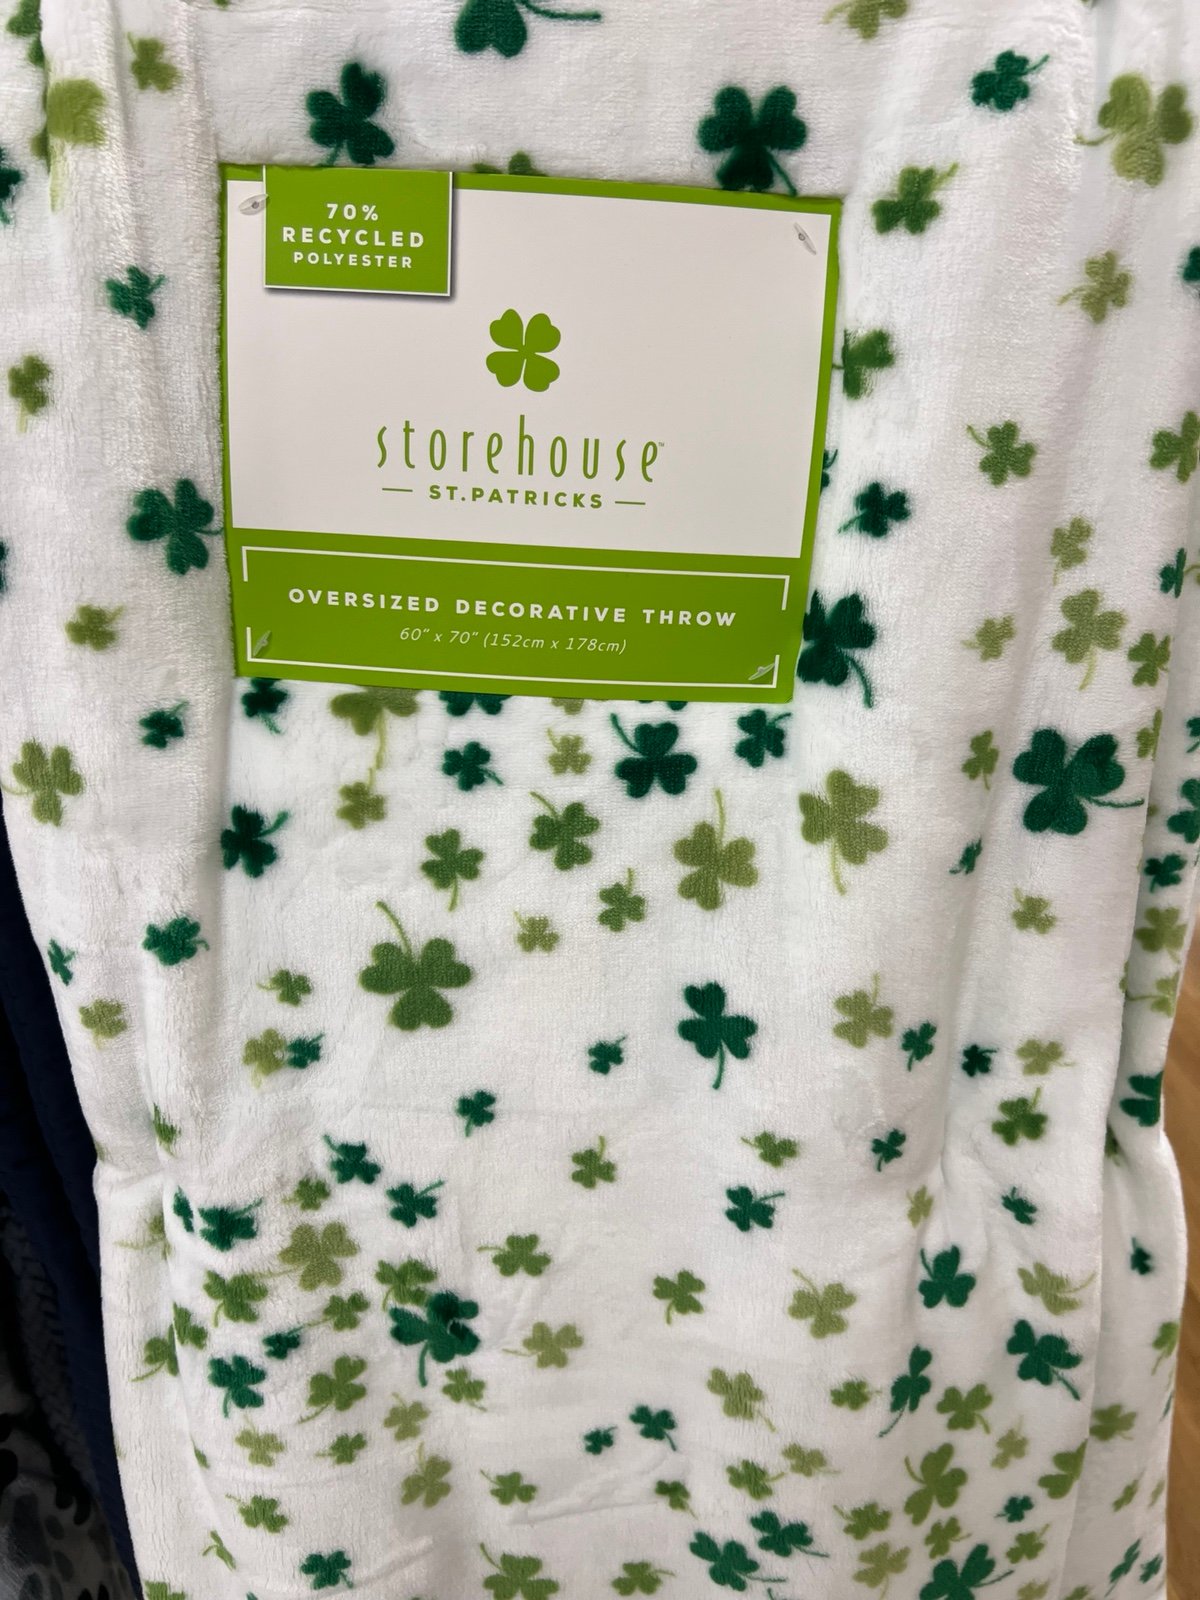 70%
RECYCLED
POLYESTER
storehouse™
ST.PATRICKS
OVERSIZED DECORATIVE THROW
60" x 70" (152cm x 178cm)